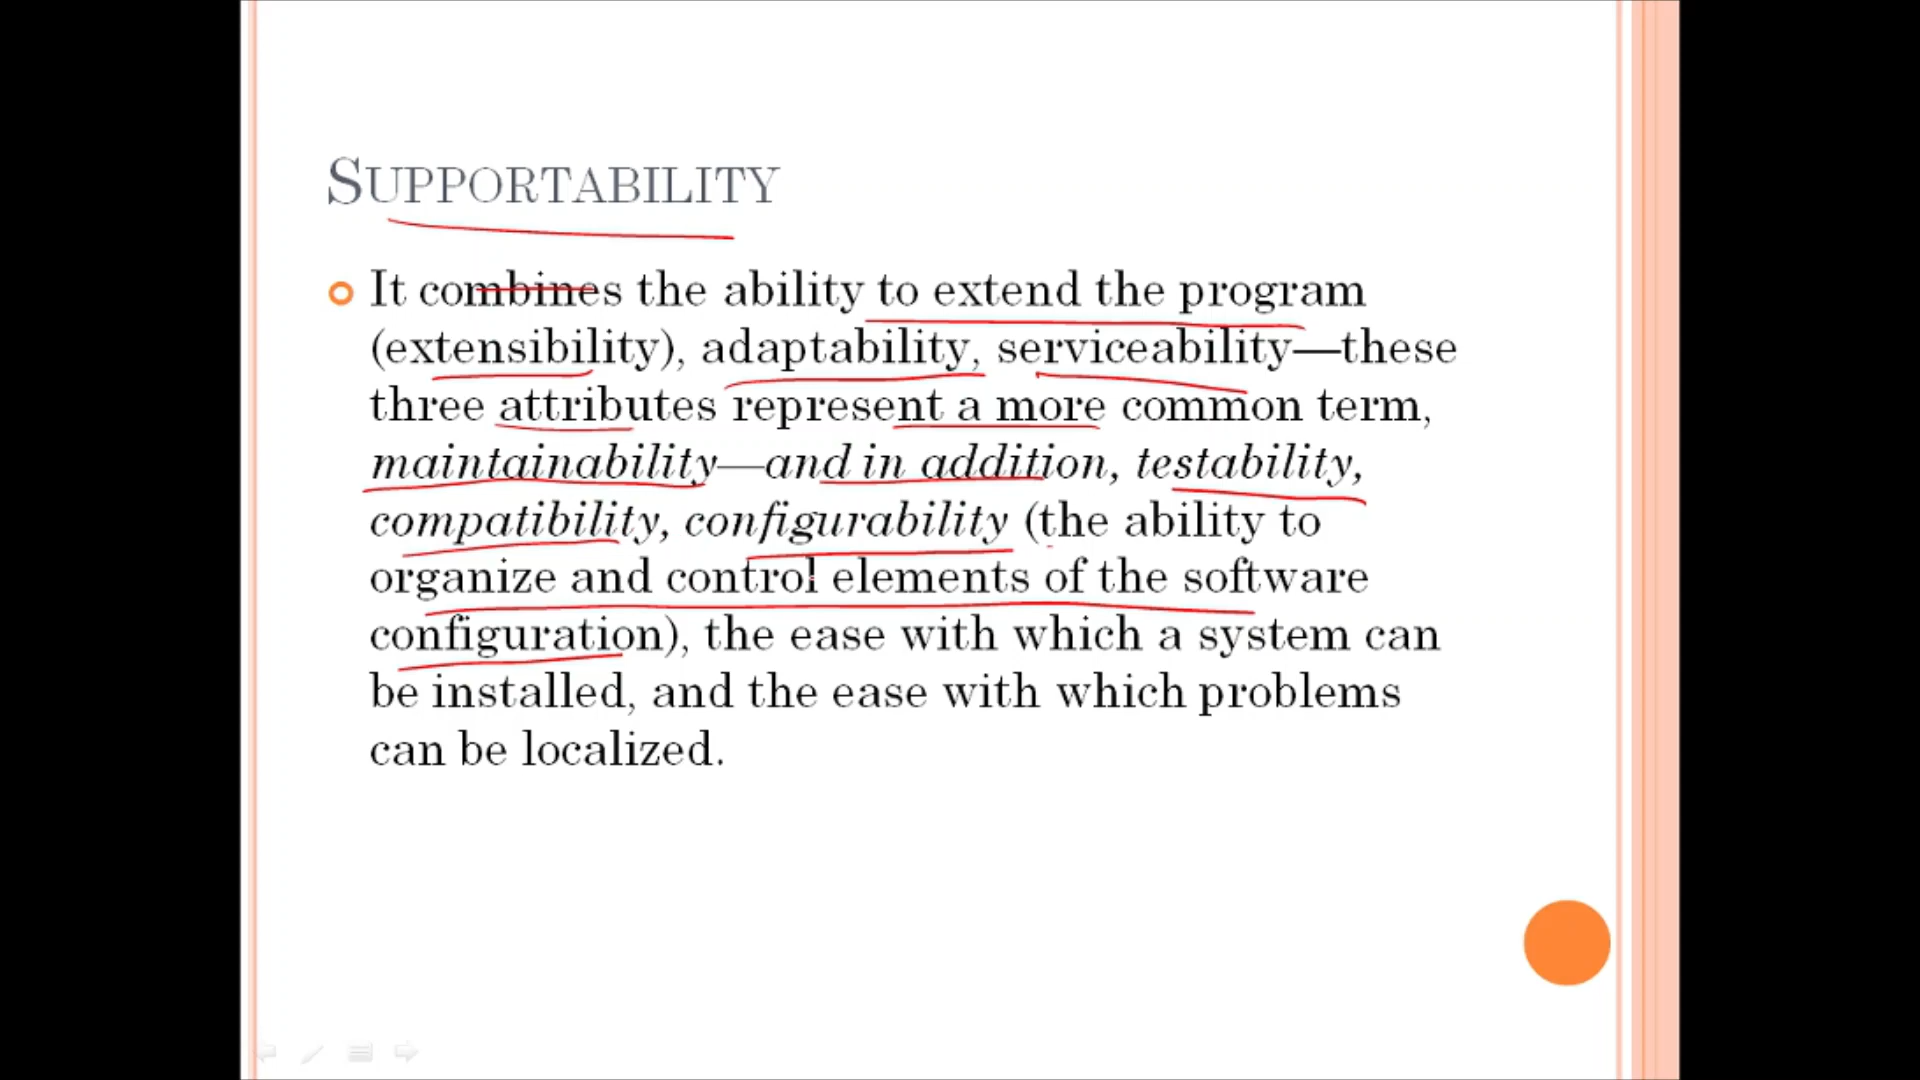 SUPPORTABILITY
It combines the ability to extend the program
(extensibility), adaptability, serviceability—these
three attributes represent a more common term,
maintainability—and in addition, testability,
compatibility, configurability (the ability to
organize and control elements of the software
configuration), the ease with which a system can
be installed, and the ease with which problems
can be localized.